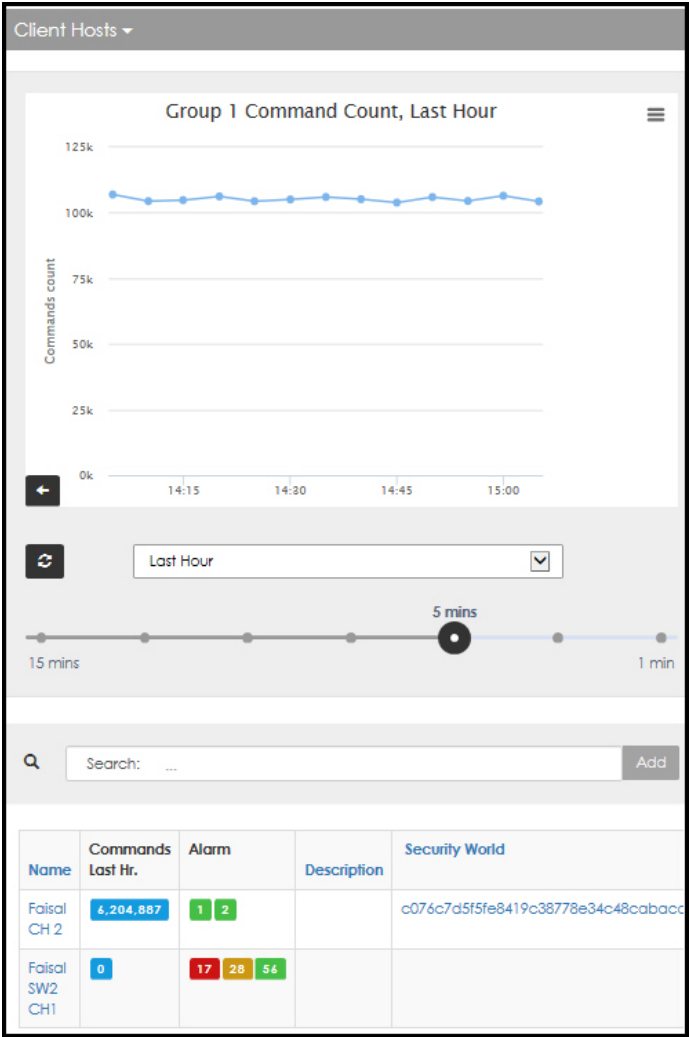 Client Hosts
Group 1 Command Count, Last Hour
125k
100k
75k
50k
25k
0k
Commands count
14:15 14:30 14:45 15:00
Last Hour
5 mins
15 mins 1 min
Search: ... Add
Name Commands Last Hr. Alarm Description Security World
Faisal CH 2 6,204,887 1 2 c076c7d5f5fe8419c38778e34c48cabacc
Faisal SW2 CH1 0 17 28 56